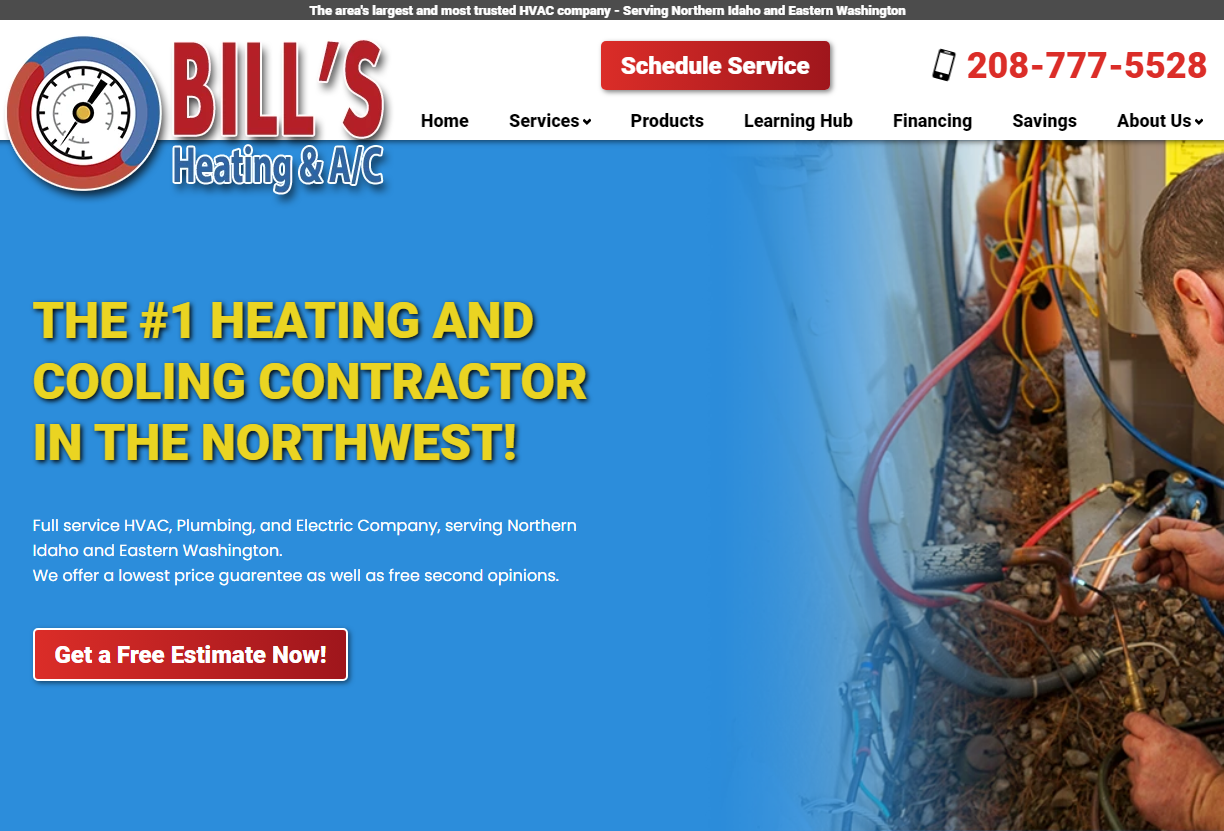 The area's largest and most trusted HVAC company - Serving Northern Idaho and Eastern Washington
BILL'S
Heating & A/C
Schedule Service
208-777-5528
Home Services Products Learning Hub Financing Savings About Us
THE #1 HEATING AND
COOLING CONTRACTOR
IN THE NORTHWEST!
Full service HVAC, Plumbing, and Electric Company, serving Northern
Idaho and Eastern Washington.
We offer a lowest price guarentee as well as free second opinions.
Get a Free Estimate Now!